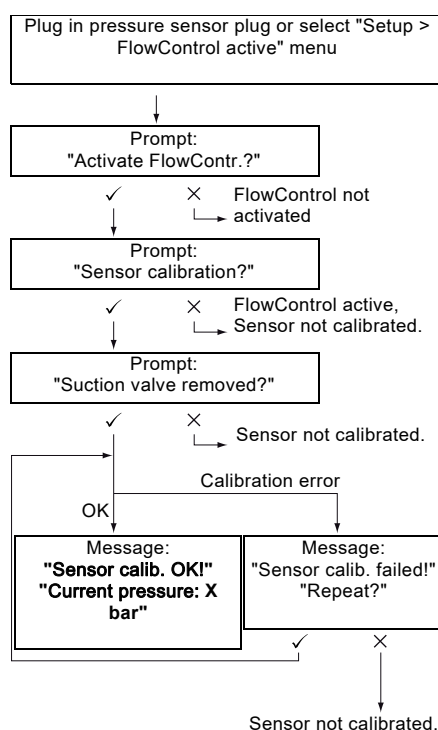 Plug in pressure sensor plug or select "Setup >
FlowControl active" menu
Prompt:
"Activate FlowContr.?"
✓ ✕ FlowControl not
activated
Prompt:
"Sensor calibration?"
✓ ✕ FlowControl active,
Sensor not calibrated.
Prompt:
"Suction valve removed?"
✓ ✕
Sensor not calibrated.
Calibration error
OK
Message:
"Sensor calib. OK!"
"Current pressure: X
bar"
Message:
"Sensor calib. failed!"
"Repeat?"
✓ ✕
Sensor not calibrated.